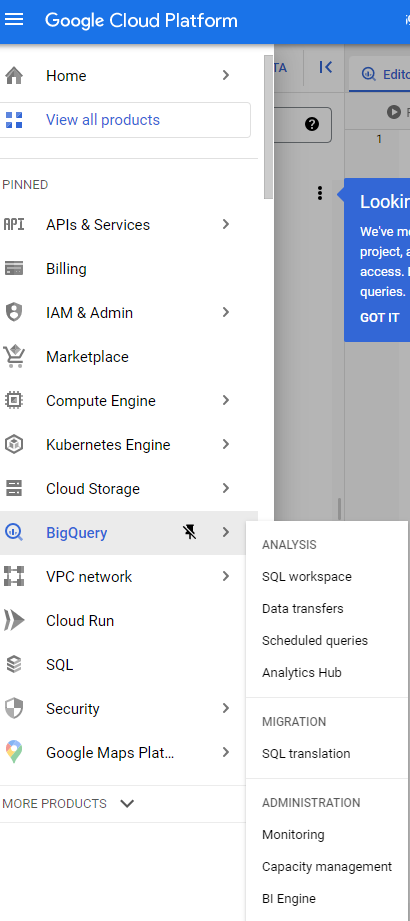 Google Cloud Platform
Home
View all products
PINNED
API APIs & Services
Billing
IAM & Admin
Marketplace
Compute Engine
Kubernetes Engine
Cloud Storage
BigQuery
VPC network
Cloud Run
SQL
Security
Google Maps Plat...
MORE PRODUCTS
TA
Edito
1
Lookin
We've mo
project, a
access. 
queries.
GOT IT
ANALYSIS
SQL workspace
Data transfers
Scheduled queries
Analytics Hub
MIGRATION
SQL translation
ADMINISTRATION
Monitoring
Capacity management
BI Engine